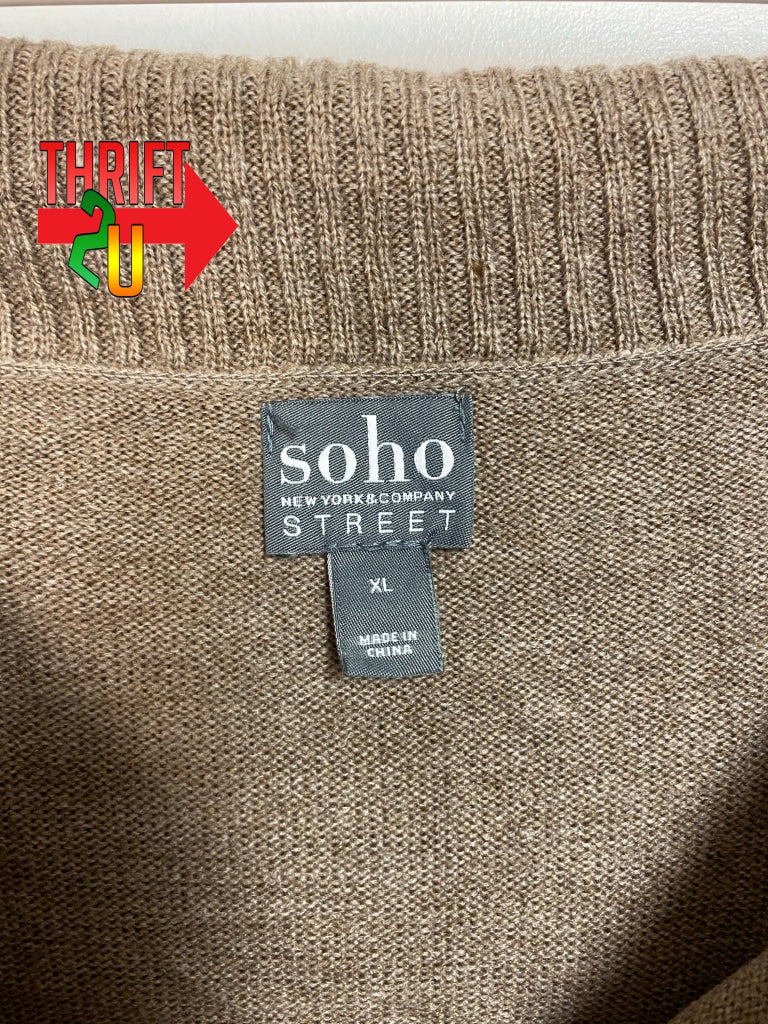 THRIFT
2U
soho
NEW YORK & COMPANY
STREET
XL
MADE IN
CHINA